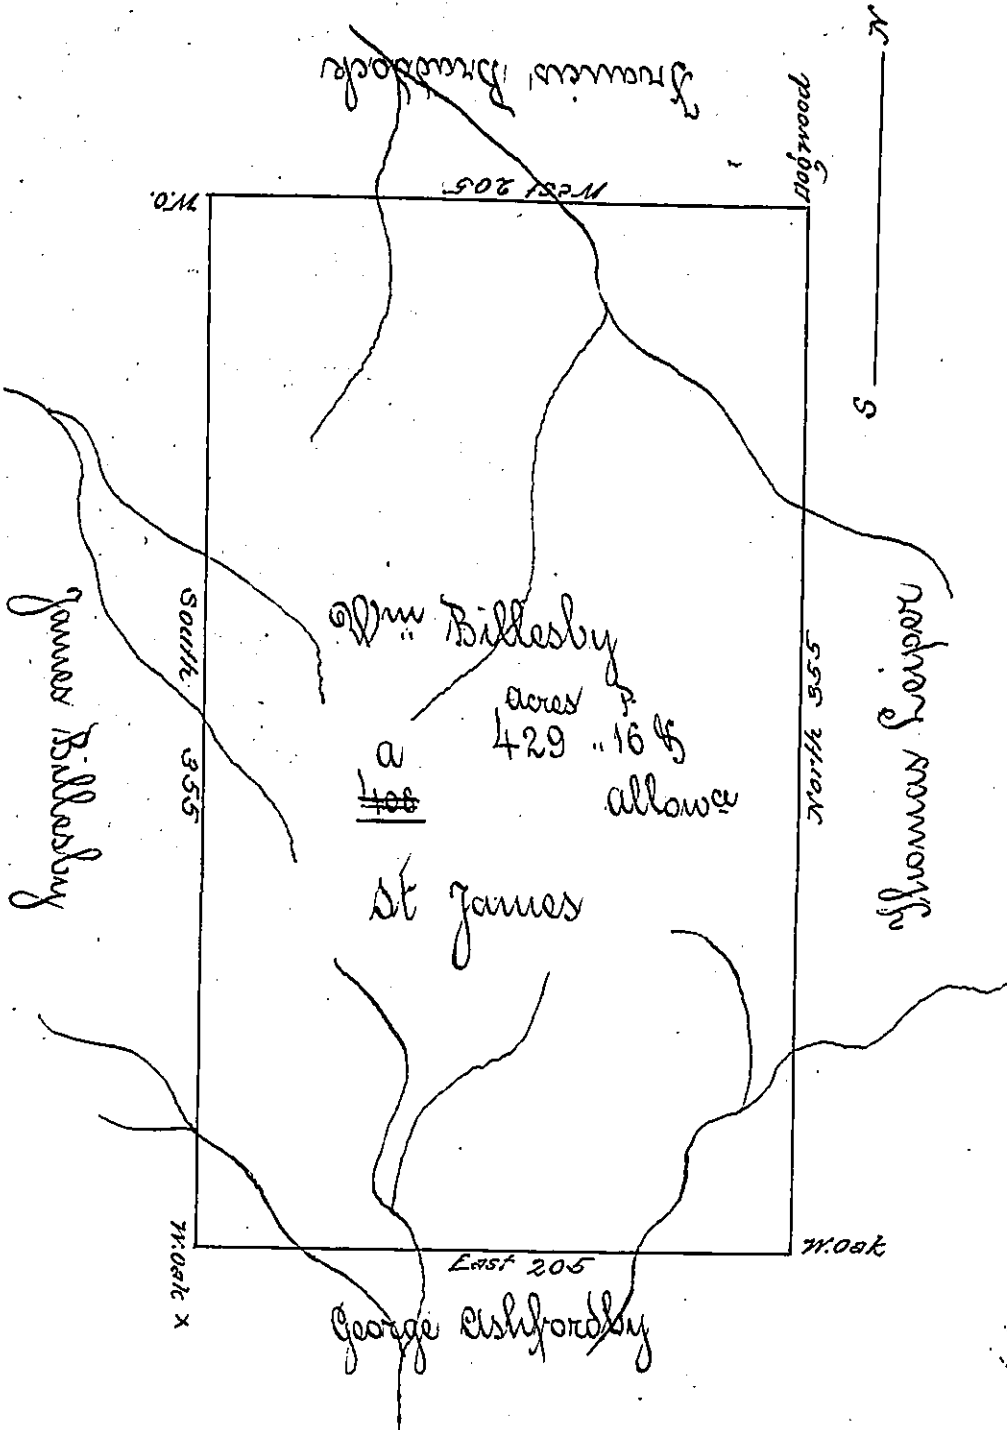 N
S
Francis Bradock
Dogwood
West 205
W.O.
South 355
James Billesby
North 355
Thomas Leiper
Wm Billesby
acres P.
429 " 16 &
a
406
allowce
St James
W.Oak
W.Oak X
East 205
George Ashfordby